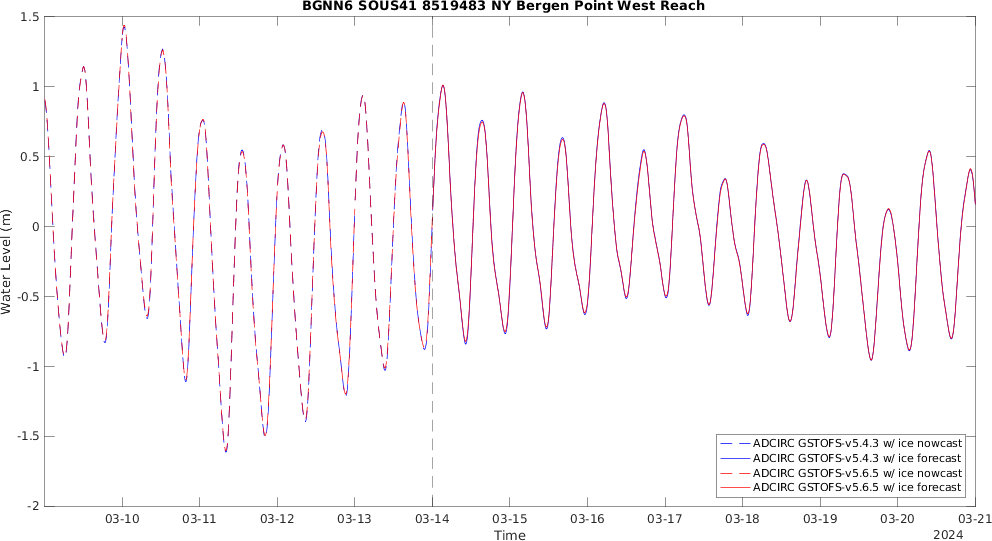 BGNN6 SOUS41 8519483 NY Bergen Point West Reach
Water Level (m)
1.5
1
0.5
0
-0.5
-1
-1.5
-2
ADCIRC GSTOFS-v5.4.3 w/ ice nowcast
ADCIRC GSTOFS-v5.4.3 w/ ice forecast
ADCIRC GSTOFS-v5.6.5 w/ ice nowcast
ADCIRC GSTOFS-v5.6.5 w/ ice forecast
03-10 03-11 03-12 03-13 03-14 03-15 03-16 03-17 03-18 03-19 03-20 03-21
Time
2024